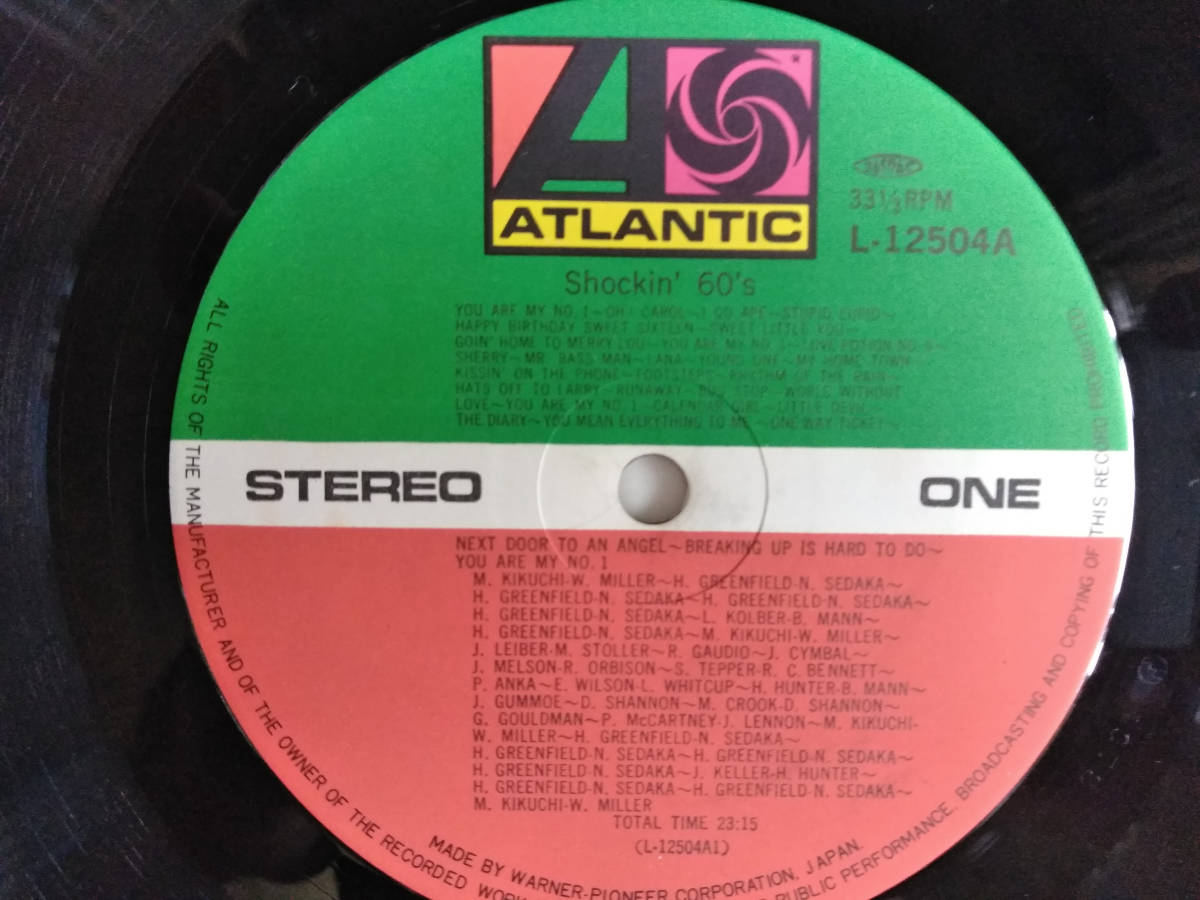 ATLANTIC
33⅓ RPM
L-12504A
Shockin' 60's
YOU ARE MY NO. 1~OH! CAROL~I GO APE~STUPID CUPID~
HAPPY BIRTHDAY SWEET SIXTEEN~SWEET LITTLE YOU~
GOIN' HOME TO MERRY LOU~YOU ARE MY NO. 1~LOVE POTION NO. 9~
SHERRY~MR. BASS MAN~LANA~YOUNG ONE~MY HOME TOWN~
KISSIN' ON THE PHONE~FOOTSTEPS~RHYTHM OF THE RAIN~
HATS OFF TO LARRY~RUNAWAY~BUS STOP~WORLD WITHOUT
LOVE~YOU ARE MY NO. 1~CALENDAR GIRL~LITTLE DEVIL~
THE DIARY~YOU MEAN EVERYTHING TO ME~ONE WAY TICKET~
STEREO
ONE
NEXT DOOR TO AN ANGEL~BREAKING UP IS HARD TO DO~
YOU ARE MY NO. 1
M. KIKUCHI-W. MILLER~H. GREENFIELD-N. SEDAKA~
H. GREENFIELD-N. SEDAKA~H. GREENFIELD-N. SEDAKA~
H. GREENFIELD-N. SEDAKA~L. KOLBER-B. MANN~
H. GREENFIELD-N. SEDAKA~M. KIKUCHI-W. MILLER~
J. LEIBER-M. STOLLER~R. GAUDIO~J. CYMBAL~
J. MELSON-R. ORBISON~S. TEPPER-R. C. BENNETT~
P. ANKA~E. WILSON-L. WHITCUP~H. HUNTER-B. MANN~
J. GUMMOE~D. SHANNON~M. CROOK-D. SHANNON~
G. GOULDMAN~P. McCARTNEY-J. LENNON~M. KIKUCHI-
W. MILLER~H. GREENFIELD-N. SEDAKA~
H. GREENFIELD-N. SEDAKA~H. GREENFIELD-N. SEDAKA~
H. GREENFIELD-N. SEDAKA~J. KELLER-H. HUNTER~
H. GREENFIELD-N. SEDAKA~H. GREENFIELD-N. SEDAKA~
M. KIKUCHI-W. MILLER
TOTAL TIME 23:15
(L-12504A1)
MADE BY WARNER-PIONEER CORPORATION, JAPAN.
ALL RIGHTS OF THE MANUFACTURER AND OF THE OWNER OF THE RECORDED WORK
PUBLIC PERFORMANCE, BROADCASTING AND COPYING OF THIS RECORD PROHIBITED